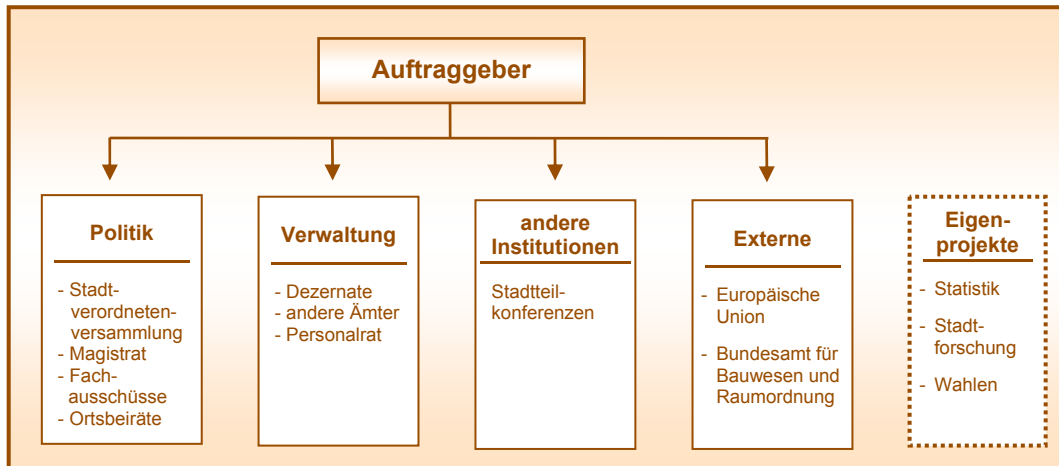 Auftraggeber
Politik
- Stadt-
verordneten-
versammlung
- Magistrat
- Fach-
ausschüsse
- Ortsbeiräte
Verwaltung
- Dezernate
- andere Ämter
- Personalrat
andere
Institutionen
Stadtteil-
konferenzen
Externe
- Europäische
Union
- Bundesamt für
Bauwesen und
Raumordnung
Eigen-
projekte
- Statistik
- Stadt-
forschung
- Wahlen